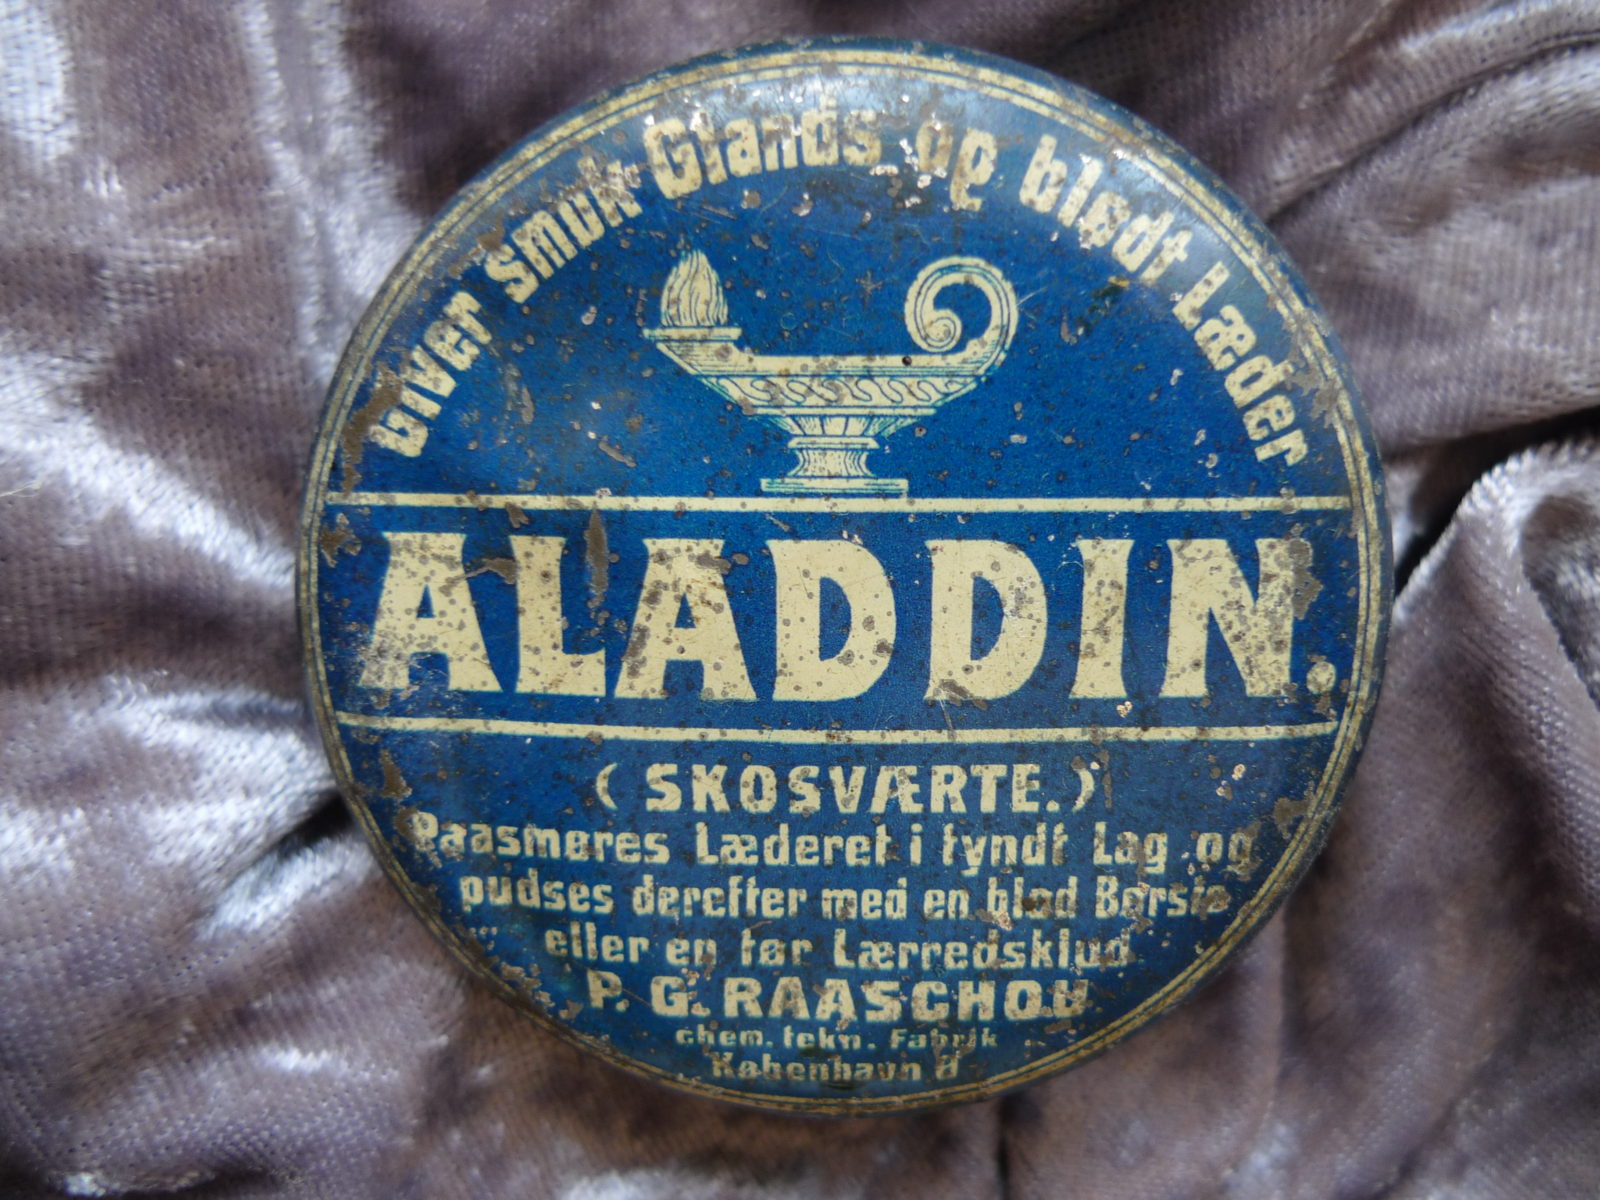 Giver smuk Glands og blødt Læder
ALADDIN.
(SKOSVÆRTE.)
Paasmøres Læderet i tyndt Lag og
pudses derefter med en blød Børste
eller en tør Lærredsklud
P. G. RAASCHOU
chem. tekn. Fabrik
København